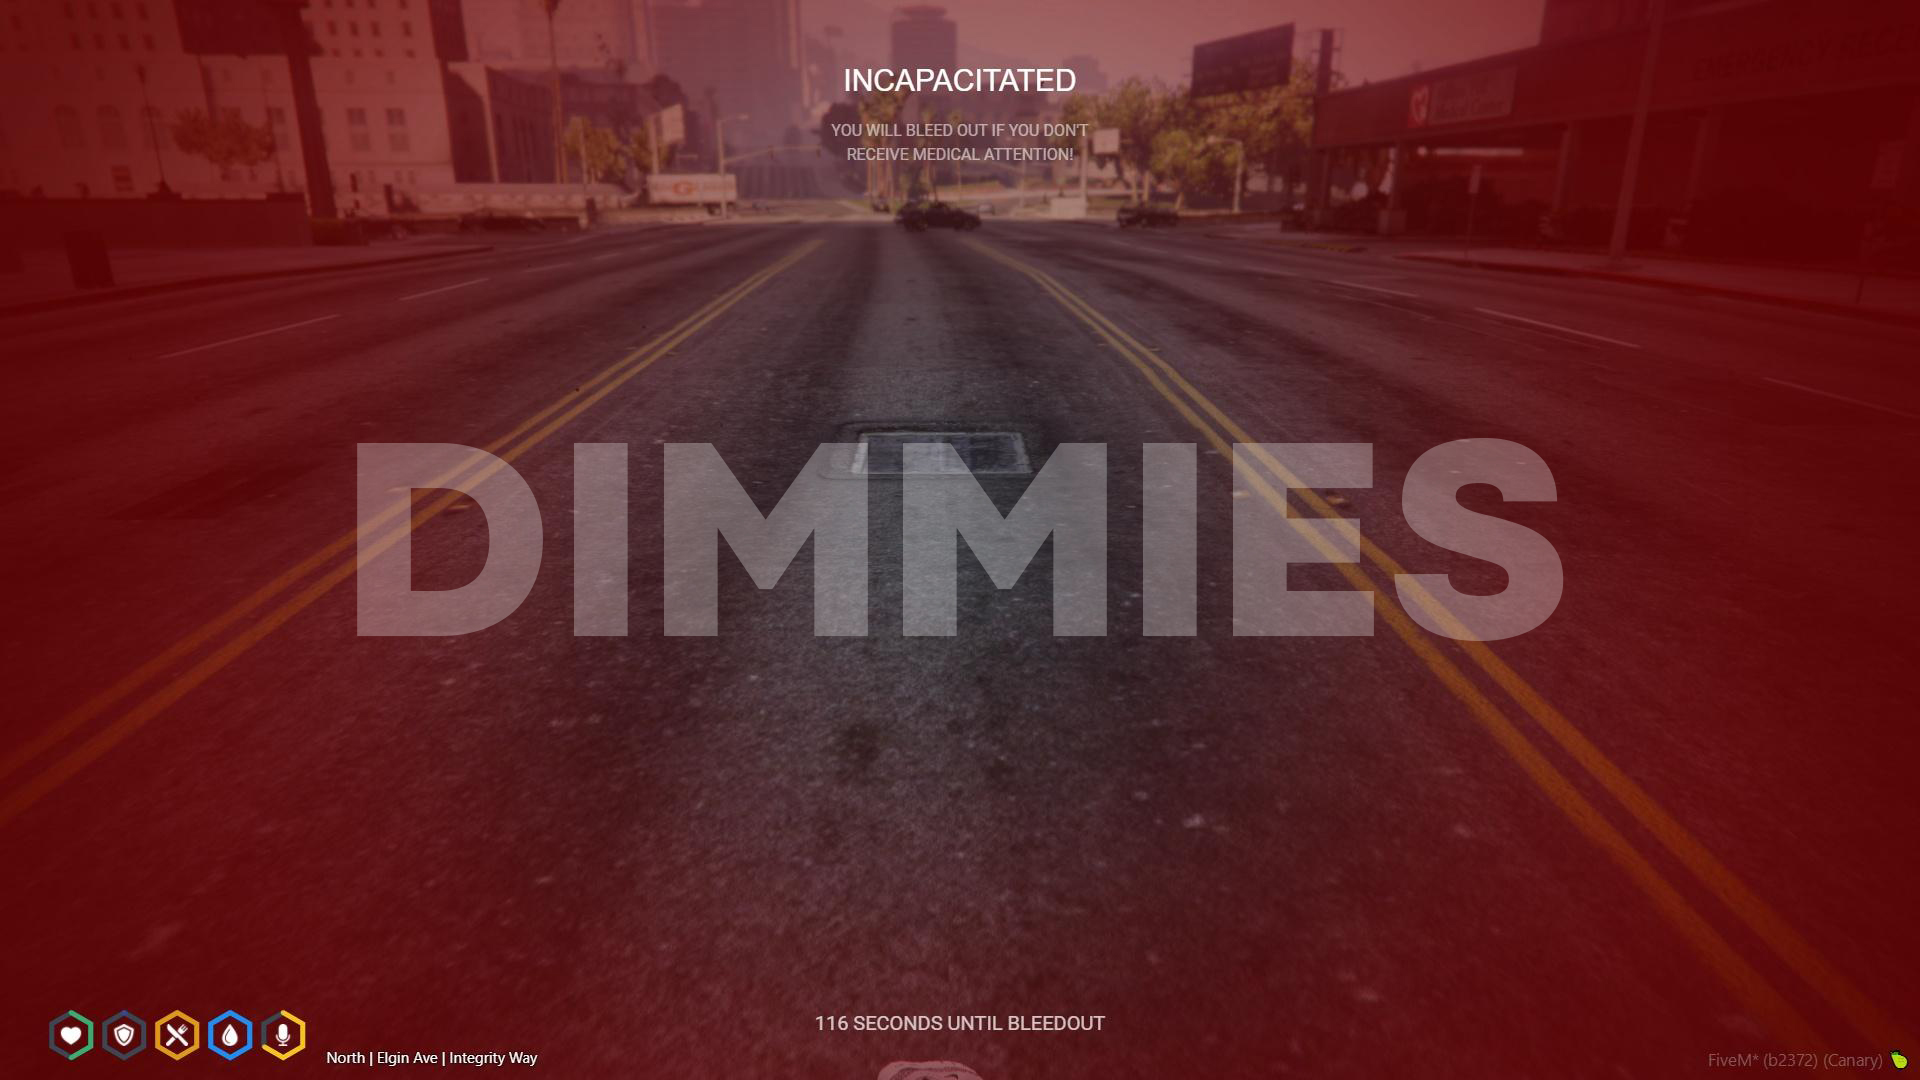 INCAPACITATED
YOU WILL BLEED OUT IF YOU DON'T
RECEIVE MEDICAL ATTENTION!
DIMMIES
116 SECONDS UNTIL BLEEDOUT
North | Elgin Ave | Integrity Way
FiveM* (b2372) (Canary)